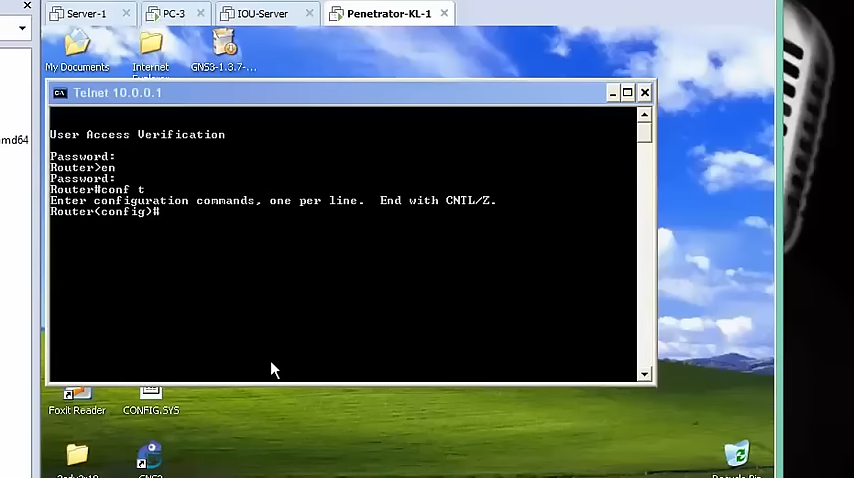 Server-1
PC-3
IOU-Server
Penetrator-KL-1
My Documents
Internet
GNS3-1.3.7-...
md64
Telnet 10.0.0.1
User Access Verification
Password:
Router>en
Password:
Router#conf t
Enter configuration commands, one per line.  End with CNTL/Z.
Router(config)#
Foxit Reader
CONFIG.SYS